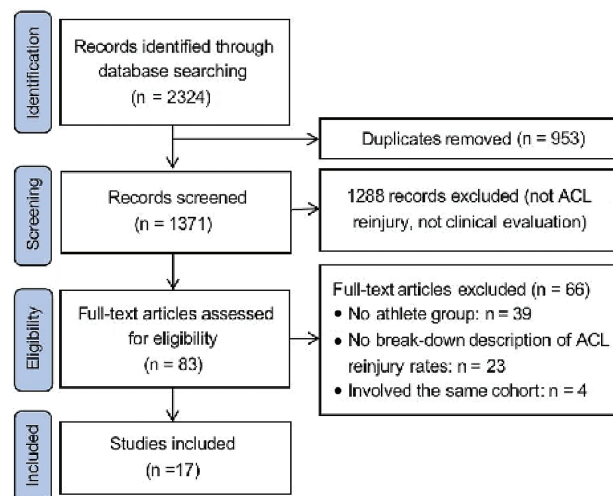 Identification
Records identified through
database searching
(n = 2324)
Duplicates removed (n = 953)
Screening
Records screened
(n = 1371)
1288 records excluded (not ACL
reinjury, not clinical evaluation)
Eligibility
Full-text articles assessed
for eligibility
(n = 83)
Full-text articles excluded (n = 66)
• No athlete group: n = 39
• No break-down description of ACL
reinjury rates: n = 23
• Involved the same cohort: n = 4
Included
Studies included
(n =17)